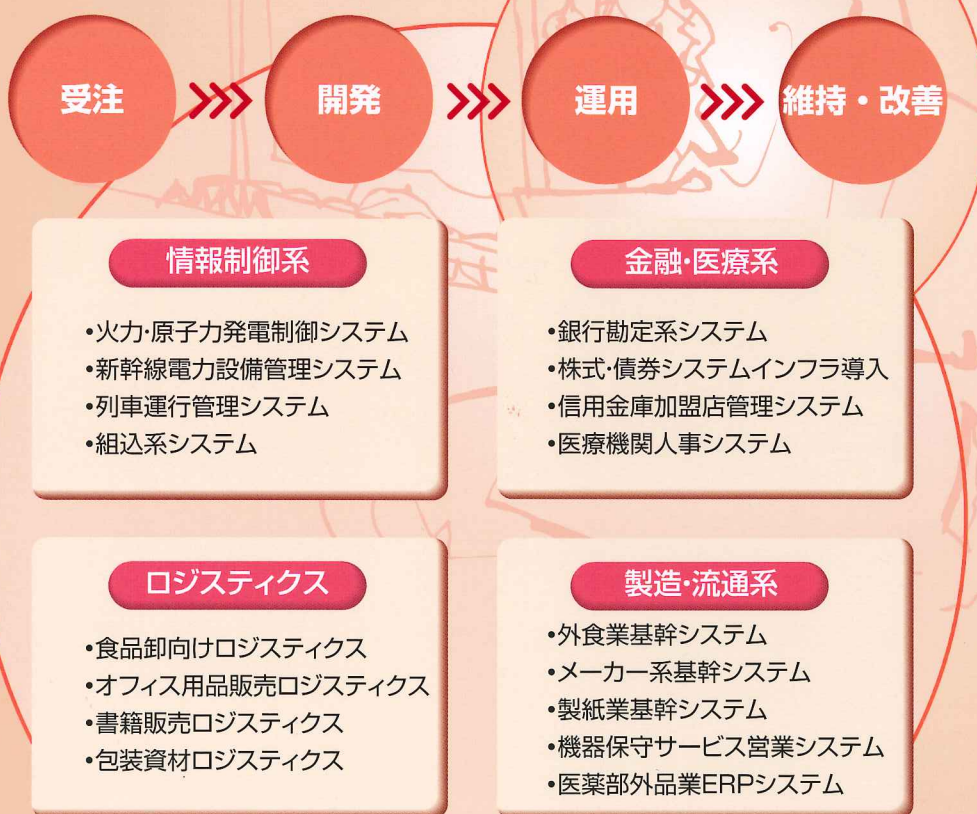 受注 >>> 開発 >>> 運用 >>> 維持・改善
情報制御系
•火力・原子力発電制御システム
•新幹線電力設備管理システム
•列車運行管理システム
•組込系システム
金融・医療系
•銀行勘定系システム
•株式・債券システムインフラ導入
•信用金庫加盟店管理システム
•医療機関人事システム
ロジスティクス
•食品卸向けロジスティクス
•オフィス用品販売ロジスティクス
•書籍販売ロジスティクス
•包装資材ロジスティクス
製造・流通系
•外食業基幹システム
•メーカー系基幹システム
•製紙業基幹システム
•機器保守サービス営業システム
•医薬部外品業ERPシステム